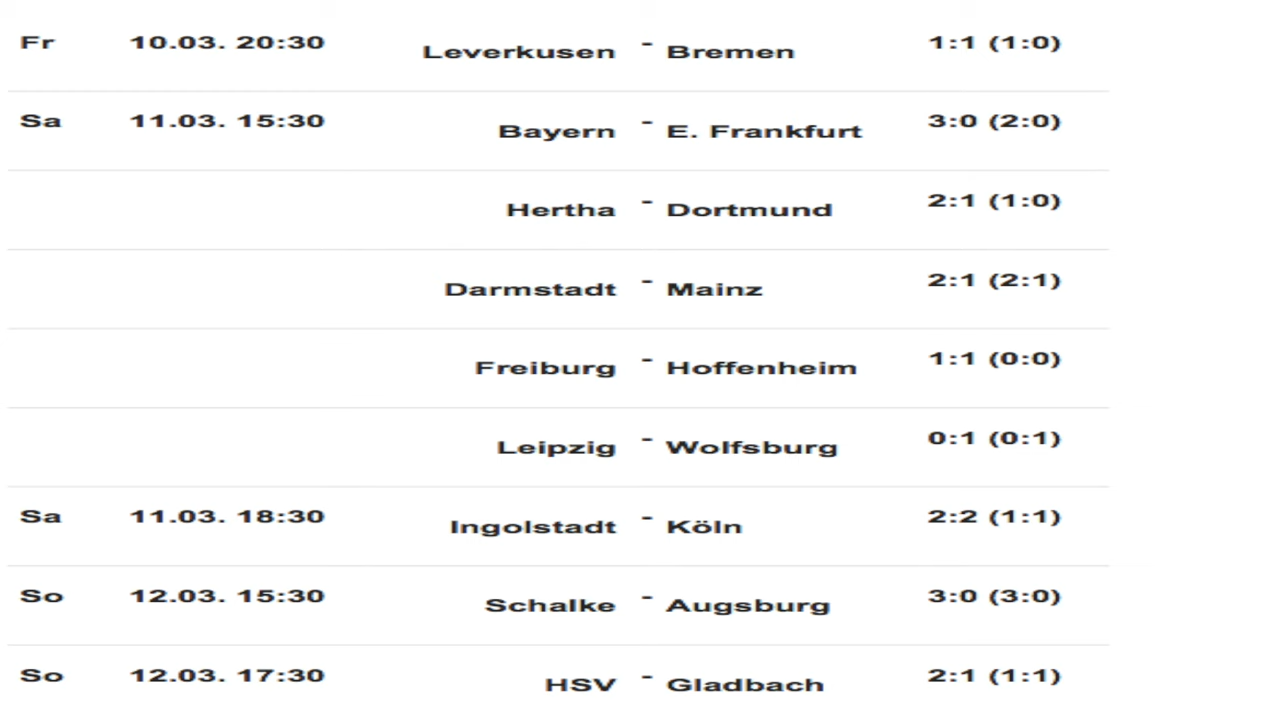 Fr 10.03. 20:30 Leverkusen - Bremen 1:1 (1:0)
Sa 11.03. 15:30 Bayern - E. Frankfurt 3:0 (2:0)
Hertha - Dortmund 2:1 (1:0)
Darmstadt - Mainz 2:1 (2:1)
Freiburg - Hoffenheim 1:1 (0:0)
Leipzig - Wolfsburg 0:1 (0:1)
Sa 11.03. 18:30 Ingolstadt - Köln 2:2 (1:1)
So 12.03. 15:30 Schalke - Augsburg 3:0 (3:0)
So 12.03. 17:30 HSV - Gladbach 2:1 (1:1)